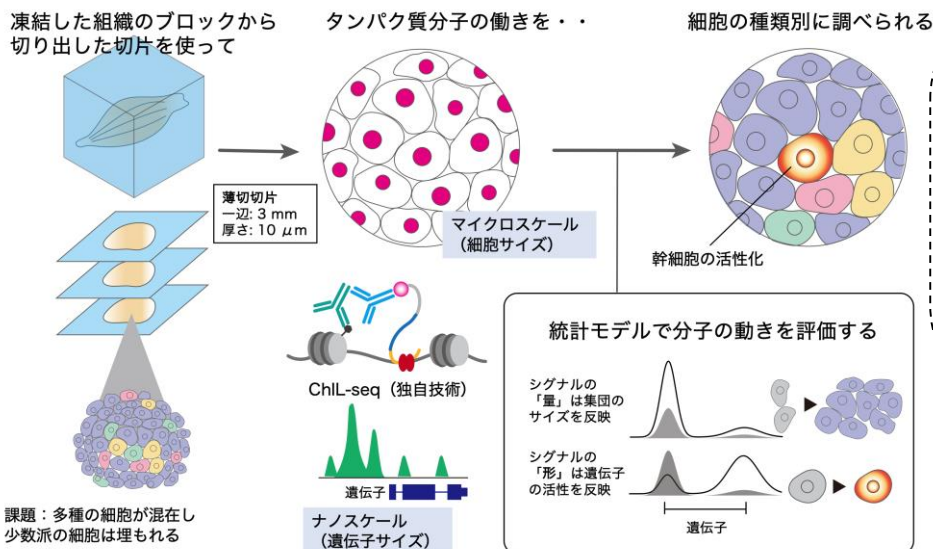 凍結した組織のブロックから
切り出した切片を使って
タンパク質分子の働きを・・
細胞の種類別に調べられる
薄切切片
一辺: 3 mm
厚さ: 10 μm
マイクロスケール
（細胞サイズ）
幹細胞の活性化
ChIL-seq（独自技術）
遺伝子
ナノスケール
（遺伝子サイズ）
課題：多種の細胞が混在し
少数派の細胞は埋もれる
統計モデルで分子の動きを評価する
シグナルの
「量」は集団の
サイズを反映
シグナルの
「形」は遺伝子
の活性を反映
遺伝子